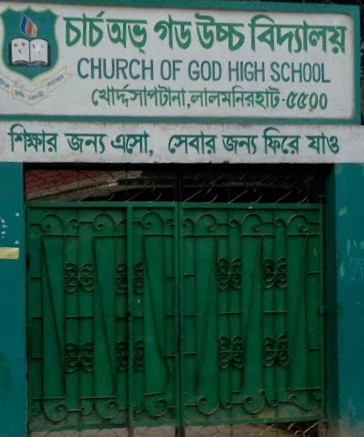 চার্চ অভ্ গড উচ্চ বিদ্যালয়
CHURCH OF GOD HIGH SCHOOL
খোর্দ্দসাপটানা, লালমনিরহাট-৫৫০০
শিক্ষার জন্য এসো, সেবার জন্য ফিরে যাও